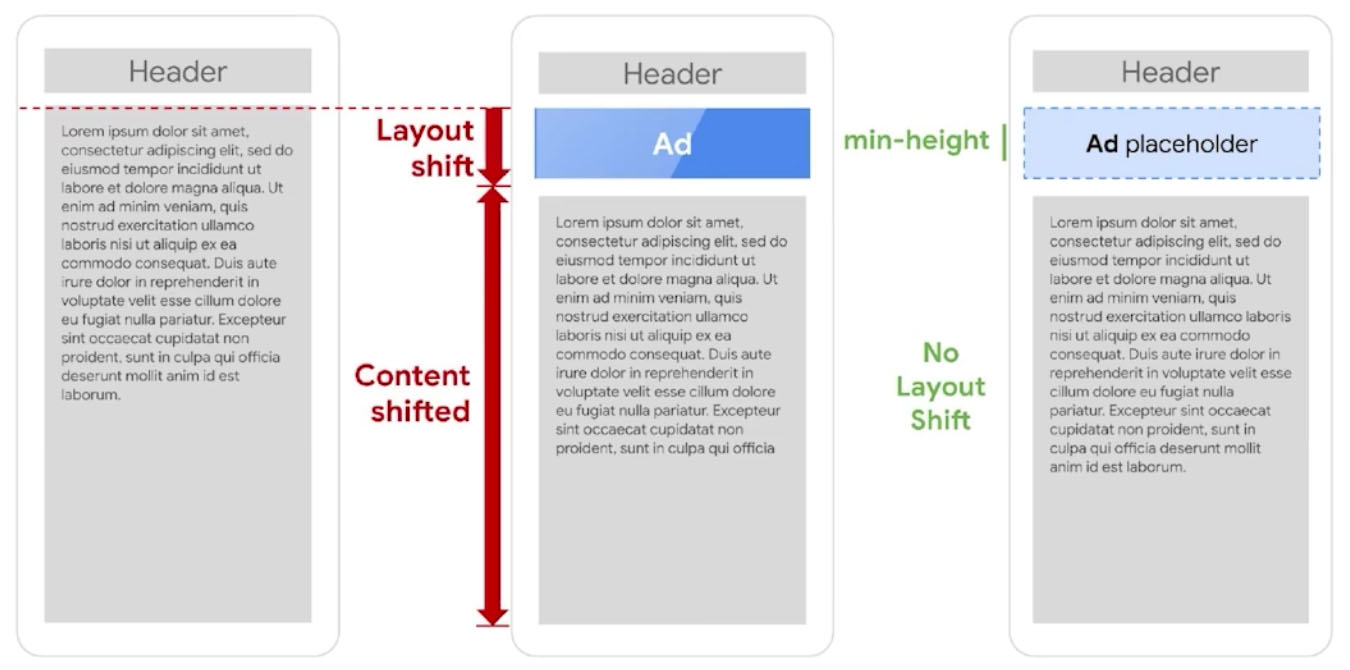 Header
Lorem ipsum dolor sit amet,
consectetur adipiscing elit, sed do
eiusmod tempor incididunt ut
labore et dolore magna aliqua. Ut
enim ad minim veniam, quis
nostrud exercitation ullamco
laboris nisi ut aliquip ex ea
commodo consequat. Duis aute
irure dolor in reprehenderit in
voluptate velit esse cillum dolore
eu fugiat nulla pariatur. Excepteur
sint occaecat cupidatat non
proident, sunt in culpa qui officia
deserunt mollit anim id est
laborum.
Layout
shift
Content
shifted
Header
Ad
Lorem ipsum dolor sit amet,
consectetur adipiscing elit, sed do
eiusmod tempor incididunt ut
labore et dolore magna aliqua. Ut
enim ad minim veniam, quis
nostrud exercitation ullamco
laboris nisi ut aliquip ex ea
commodo consequat. Duis aute
irure dolor in reprehenderit in
voluptate velit esse cillum dolore
eu fugiat nulla pariatur. Excepteur
sint occaecat cupidatat non
proident, sunt in culpa qui officia
min-height
No
Layout
Shift
Header
Ad placeholder
Lorem ipsum dolor sit amet,
consectetur adipiscing elit, sed do
eiusmod tempor incididunt ut
labore et dolore magna aliqua. Ut
enim ad minim veniam, quis
nostrud exercitation ullamco laboris
nisi ut aliquip ex ea commodo
consequat. Duis aute irure dolor in
reprehenderit in voluptate velit esse
cillum dolore eu fugiat nulla
pariatur. Excepteur sint occaecat
cupidatat non proident, sunt in
culpa qui officia deserunt mollit
anim id est laborum.